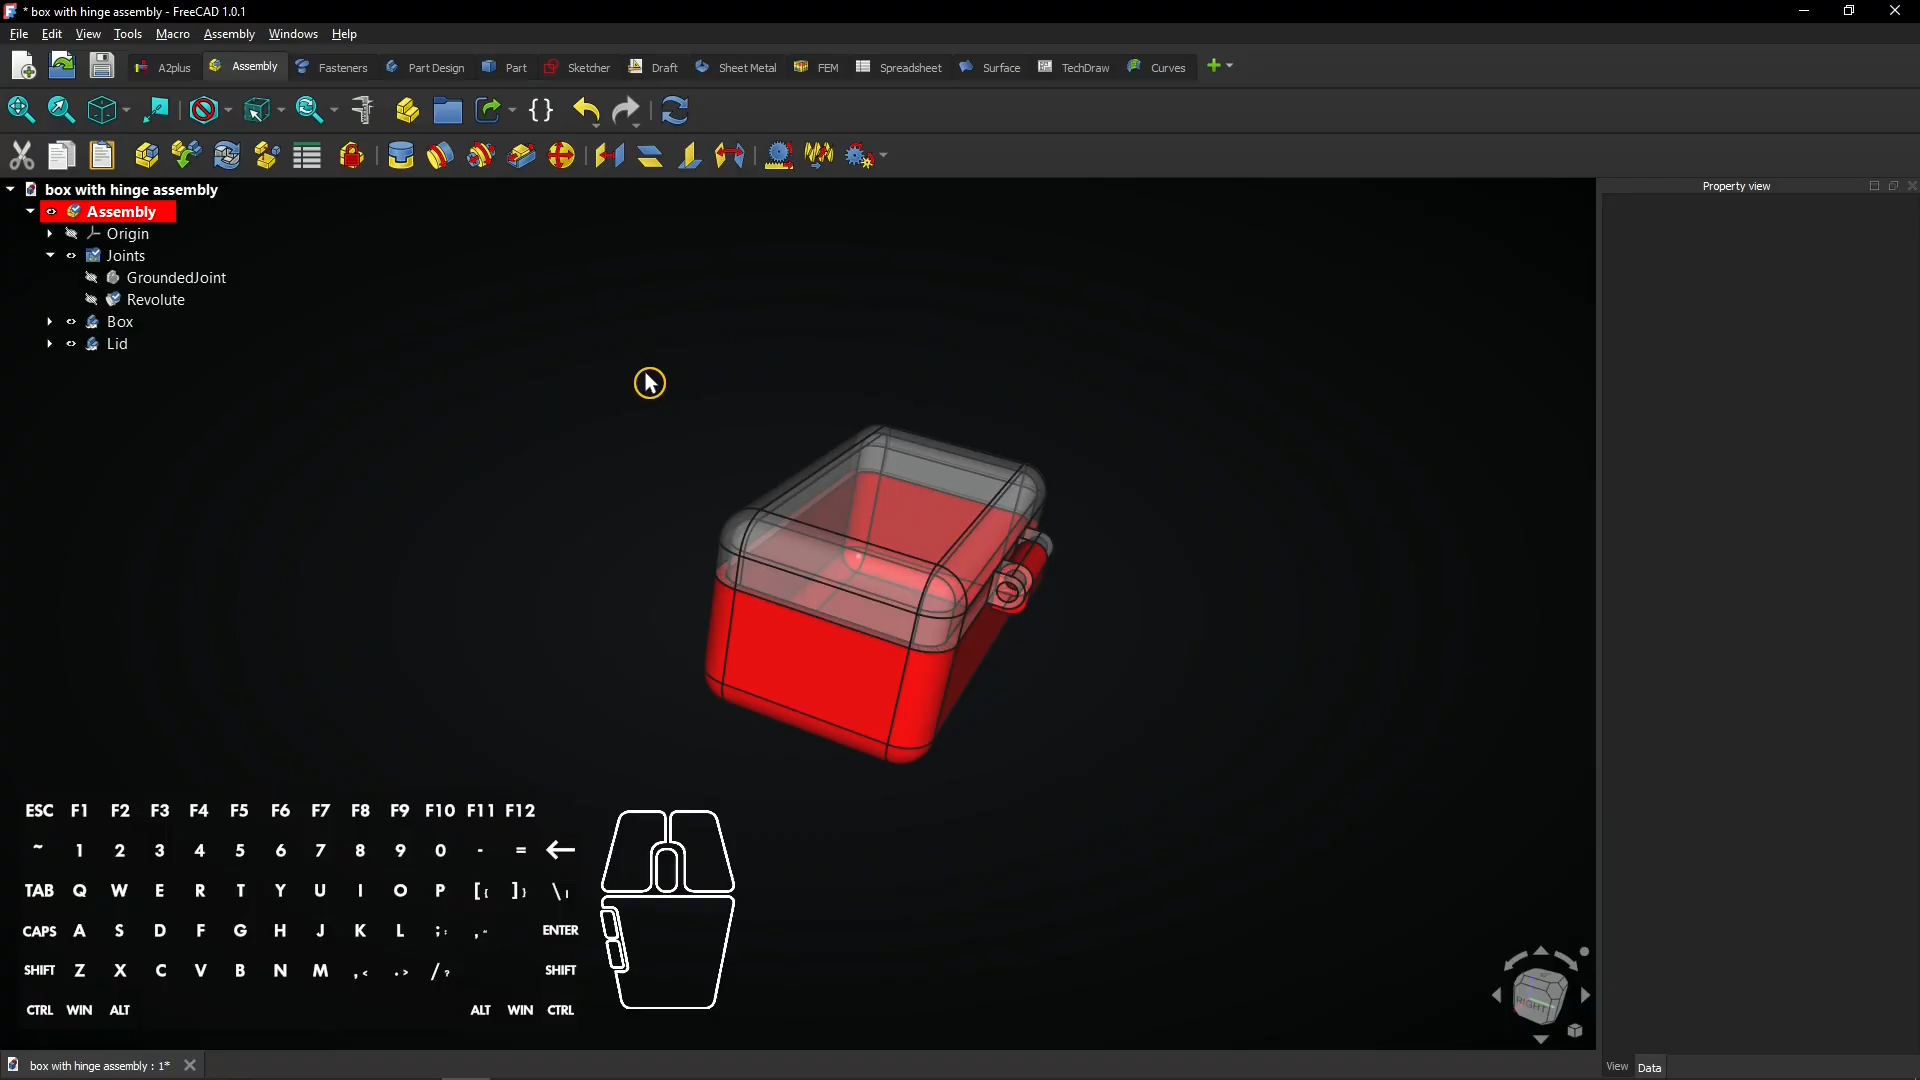 * box with hinge assembly - FreeCAD 1.0.1
File Edit View Tools Macro Assembly Windows Help
A2plus Assembly Fasteners Part Design Part Sketcher Draft Sheet Metal FEM Spreadsheet Surface TechDraw Curves
box with hinge assembly
Assembly
Origin
Joints
GroundedJoint
Revolute
Box
Lid
Property view
ESC F1 F2 F3 F4 F5 F6 F7 F8 F9 F10 F11 F12
~ 1 2 3 4 5 6 7 8 9 0 - =
TAB Q W E R T Y U I O P [{ ]} \|
CAPS A S D F G H J K L ;: ," ENTER
SHIFT Z X C V B N M ,< .> /? SHIFT
CTRL WIN ALT ALT WIN CTRL
RIGHT
box with hinge assembly : 1*
View Data